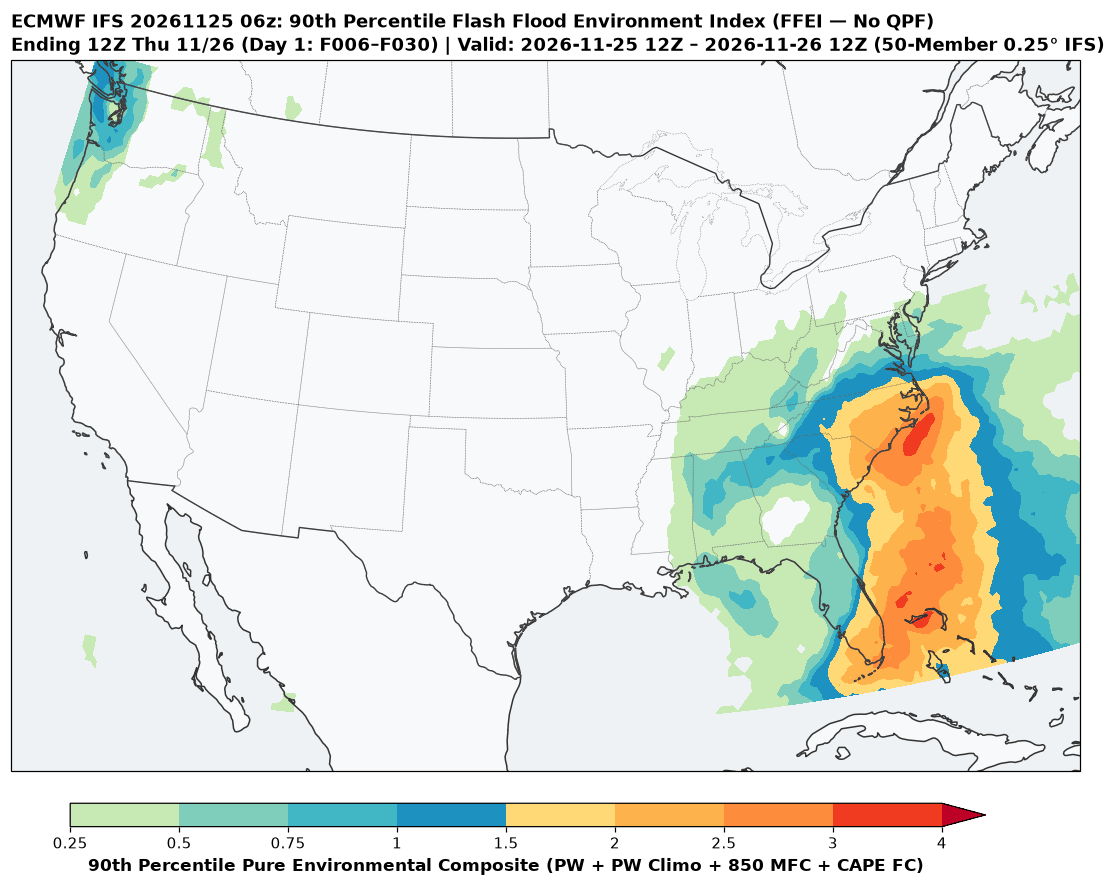 ECMWF IFS 20261125 06z: 90th Percentile Flash Flood Environment Index (FFEI — No QPF)
Ending 12Z Thu 11/26 (Day 1: F006–F030) | Valid: 2026-11-25 12Z – 2026-11-26 12Z (50-Member 0.25° IFS)
0.25 0.5 0.75 1 1.5 2 2.5 3 4
90th Percentile Pure Environmental Composite (PW + PW Climo + 850 MFC + CAPE FC)